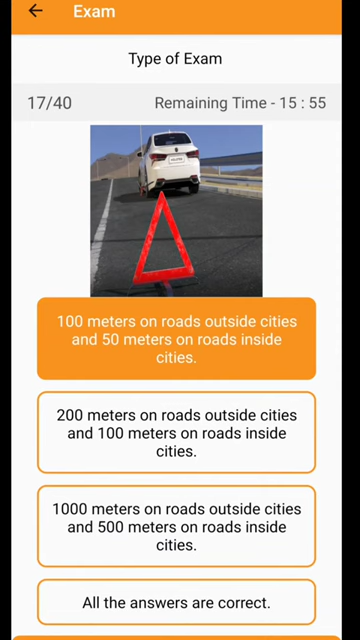 Exam
Type of Exam
17/40
Remaining Time - 15 : 55
100 meters on roads outside cities
and 50 meters on roads inside
cities.
200 meters on roads outside cities
and 100 meters on roads inside
cities.
1000 meters on roads outside cities
and 500 meters on roads inside
cities.
All the answers are correct.